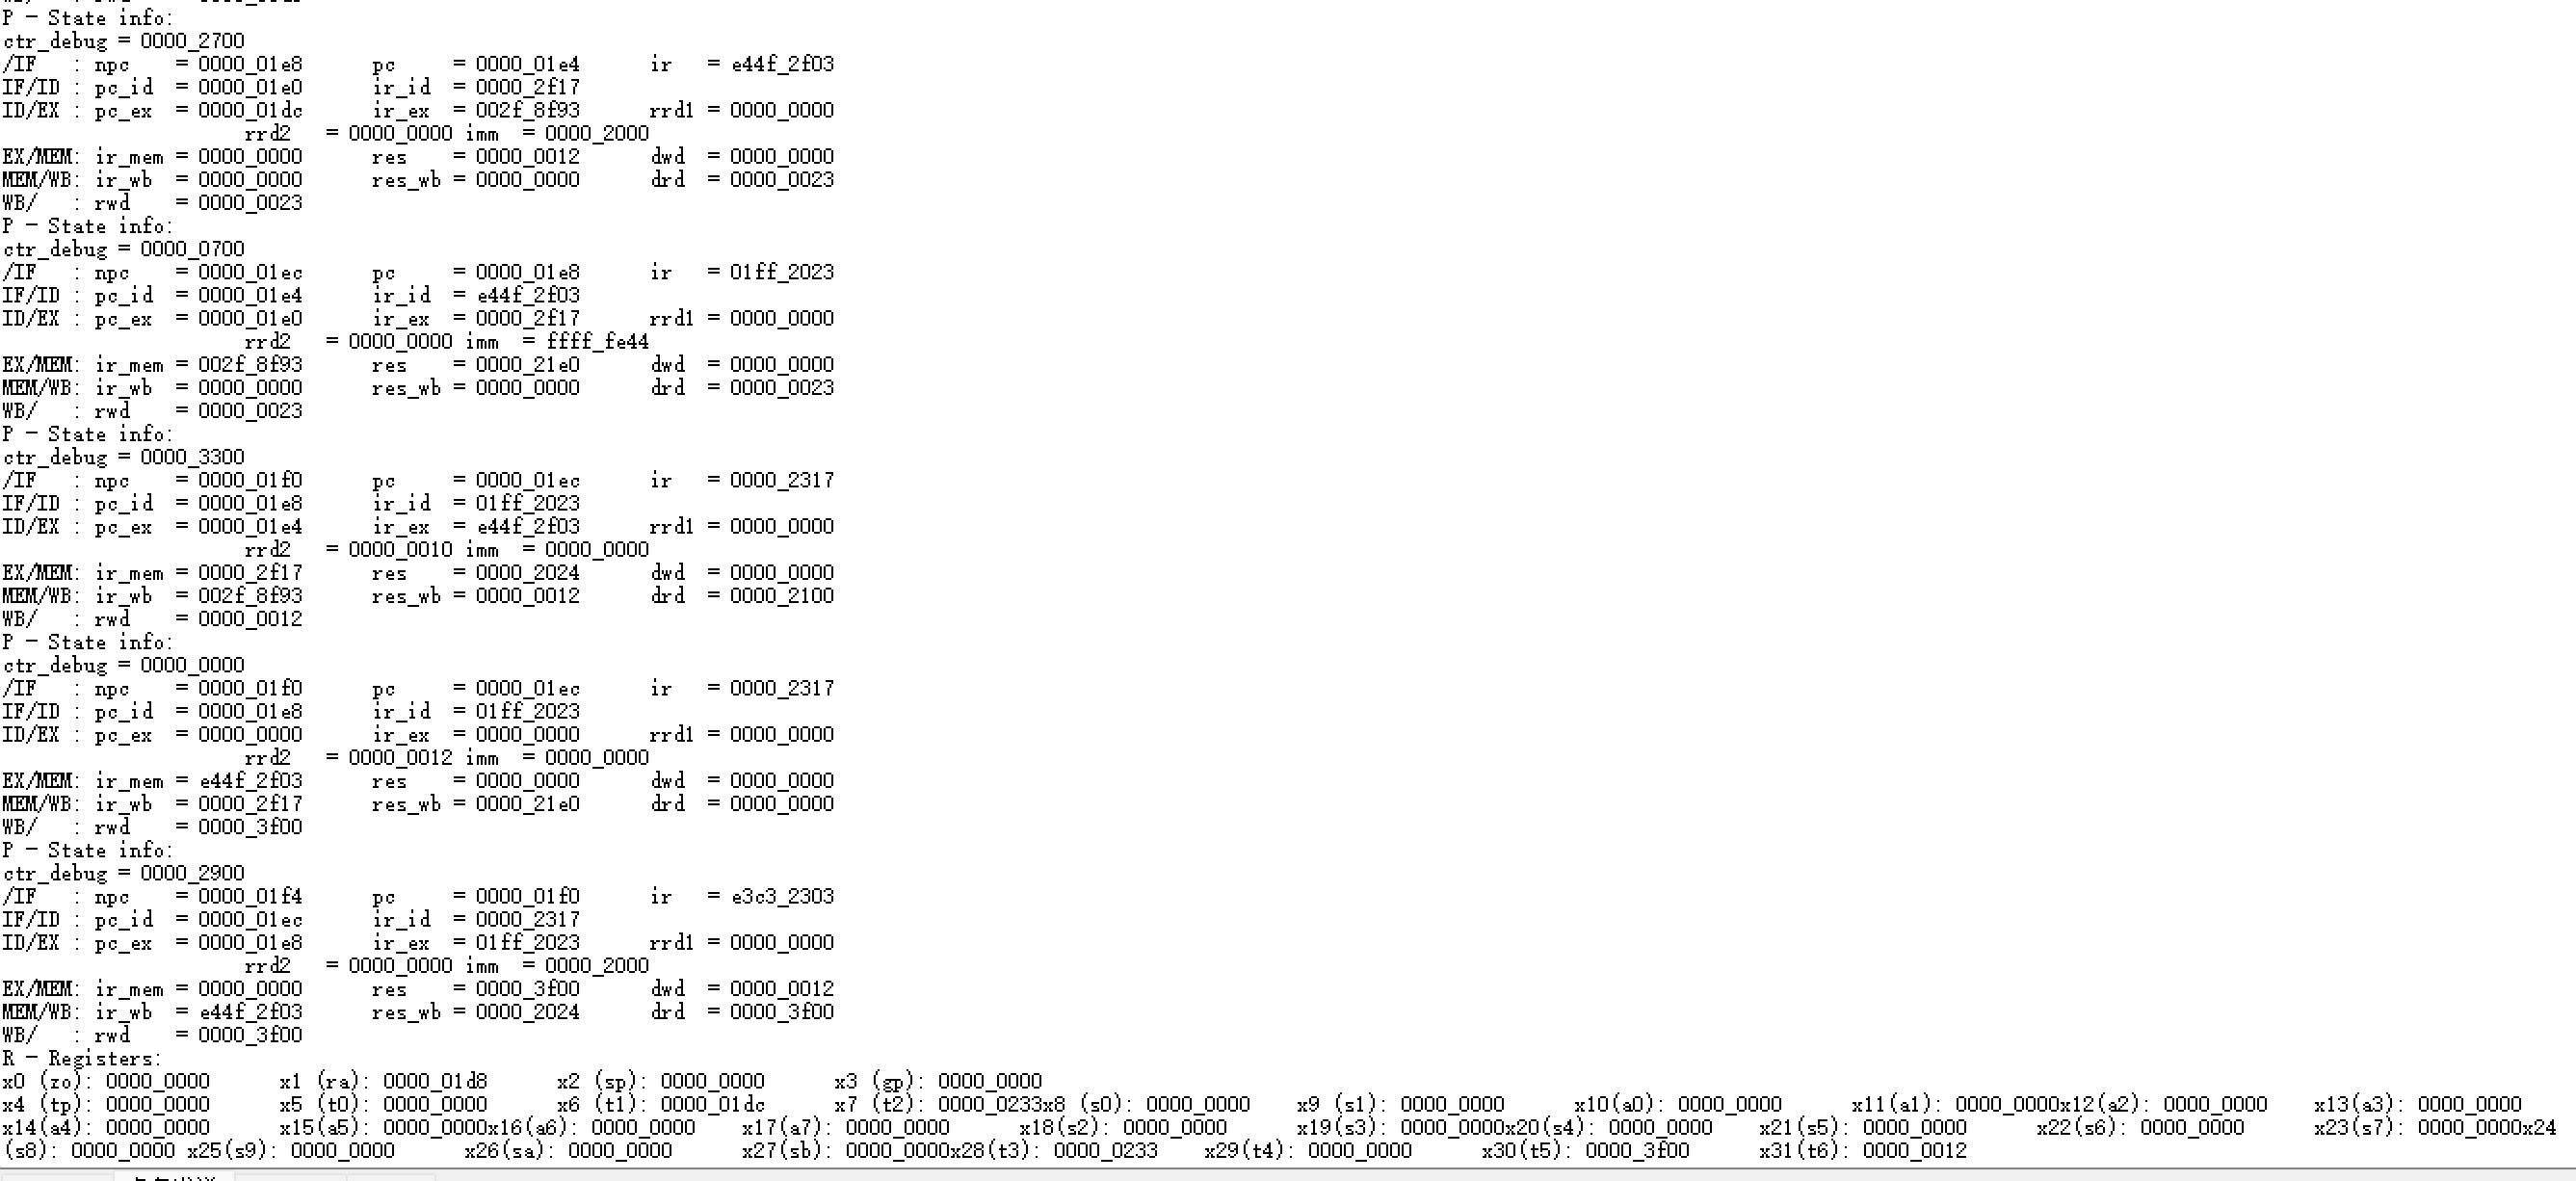 P - State info:
ctr_debug = 0000_2700
/IF : npc = 0000_01e8 pc = 0000_01e4 ir = e44f_2f03
IF/ID : pc_id = 0000_01e0 ir_id = 0000_2f17
ID/EX : pc_ex = 0000_01dc ir_ex = 002f_8f93 rrd1 = 0000_0000
rrd2 = 0000_0000 imm = 0000_2000
EX/MEM: ir_mem = 0000_0000 res = 0000_0012 dwd = 0000_0000
MEM/WB: ir_wb = 0000_0000 res_wb = 0000_0000 drd = 0000_0023
WB/ : rwd = 0000_0023
P - State info:
ctr_debug = 0000_0700
/IF : npc = 0000_01ec pc = 0000_01e8 ir = 01ff_2023
IF/ID : pc_id = 0000_01e4 ir_id = e44f_2f03
ID/EX : pc_ex = 0000_01e0 ir_ex = 0000_2f17 rrd1 = 0000_0000
rrd2 = 0000_0000 imm = ffff_fe44
EX/MEM: ir_mem = 002f_8f93 res = 0000_21e0 dwd = 0000_0000
MEM/WB: ir_wb = 0000_0000 res_wb = 0000_0000 drd = 0000_0023
WB/ : rwd = 0000_0023
P - State info:
ctr_debug = 0000_3300
/IF : npc = 0000_01f0 pc = 0000_01ec ir = 0000_2317
IF/ID : pc_id = 0000_01e8 ir_id = 01ff_2023
ID/EX : pc_ex = 0000_01e4 ir_ex = e44f_2f03 rrd1 = 0000_0000
rrd2 = 0000_0010 imm = 0000_0000
EX/MEM: ir_mem = 0000_2f17 res = 0000_2024 dwd = 0000_0000
MEM/WB: ir_wb = 002f_8f93 res_wb = 0000_0012 drd = 0000_2100
WB/ : rwd = 0000_0012
P - State info:
ctr_debug = 0000_0000
/IF : npc = 0000_01f0 pc = 0000_01ec ir = 0000_2317
IF/ID : pc_id = 0000_01e8 ir_id = 01ff_2023
ID/EX : pc_ex = 0000_0000 ir_ex = 0000_0000 rrd1 = 0000_0000
rrd2 = 0000_0012 imm = 0000_0000
EX/MEM: ir_mem = e44f_2f03 res = 0000_0000 dwd = 0000_0000
MEM/WB: ir_wb = 0000_2f17 res_wb = 0000_21e0 drd = 0000_0000
WB/ : rwd = 0000_3f00
P - State info:
ctr_debug = 0000_2900
/IF : npc = 0000_01f4 pc = 0000_01f0 ir = e3c3_2303
IF/ID : pc_id = 0000_01ec ir_id = 0000_2317
ID/EX : pc_ex = 0000_01e8 ir_ex = 01ff_2023 rrd1 = 0000_0000
rrd2 = 0000_0000 imm = 0000_2000
EX/MEM: ir_mem = 0000_0000 res = 0000_3f00 dwd = 0000_0012
MEM/WB: ir_wb = e44f_2f03 res_wb = 0000_2024 drd = 0000_3f00
WB/ : rwd = 0000_3f00
R - Registers:
x0 (zo): 0000_0000 x1 (ra): 0000_01d8 x2 (sp): 0000_0000 x3 (gp): 0000_0000
x4 (tp): 0000_0000 x5 (t0): 0000_0000 x6 (t1): 0000_01dc x7 (t2): 0000_0233x8 (s0): 0000_0000 x9 (s1): 0000_0000 x10(a0): 0000_0000 x11(a1): 0000_0000x12(a2): 0000_0000 x13(a3): 0000_0000
x14(a4): 0000_0000 x15(a5): 0000_0000x16(a6): 0000_0000 x17(a7): 0000_0000 x18(s2): 0000_0000 x19(s3): 0000_0000x20(s4): 0000_0000 x21(s5): 0000_0000 x22(s6): 0000_0000 x23(s7): 0000_0000x24
(s8): 0000_0000 x25(s9): 0000_0000 x26(sa): 0000_0000 x27(sb): 0000_0000x28(t3): 0000_0233 x29(t4): 0000_0000 x30(t5): 0000_3f00 x31(t6): 0000_0012